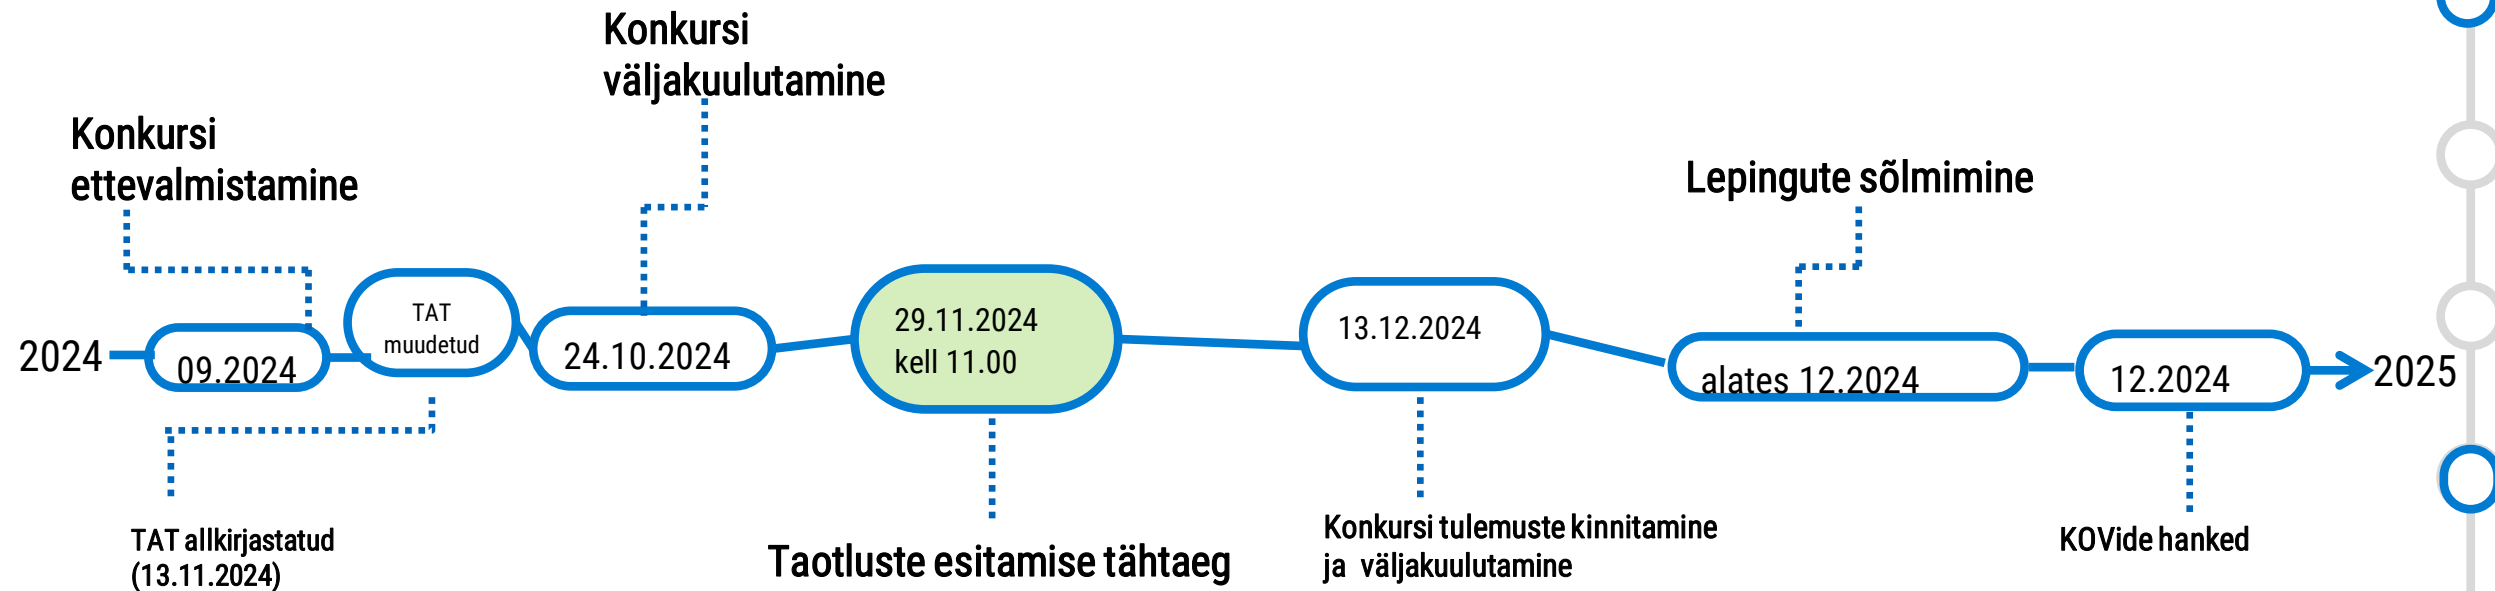 Konkursi
väljakuulutamine
Konkursi
ettevalmistamine
Lepingute sõlmimine
2024
09.2024
TAT
muudetud
24.10.2024
29.11.2024
kell 11.00
13.12.2024
alates 12.2024
12.2024
2025
TAT allkirjastatud
(13.11.2024)
Taotluste esitamise tähtaeg
Konkursi tulemuste kinnitamine
ja väljakuulutamine
KOVide hanked